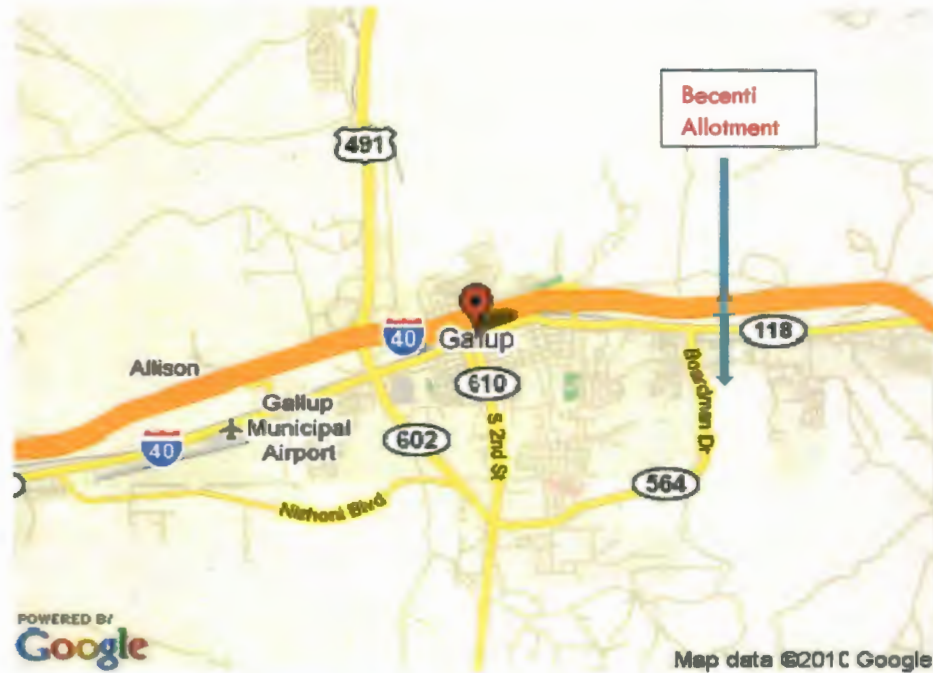 Becenti
Allotment
491
118
40
Gallup
Allison
610
Gallup
Municipal
Airport
S 2nd St
Boardman Dr
40
602
564
Nizhoni Blvd
POWERED BY
Google
Map data ©2010 Google